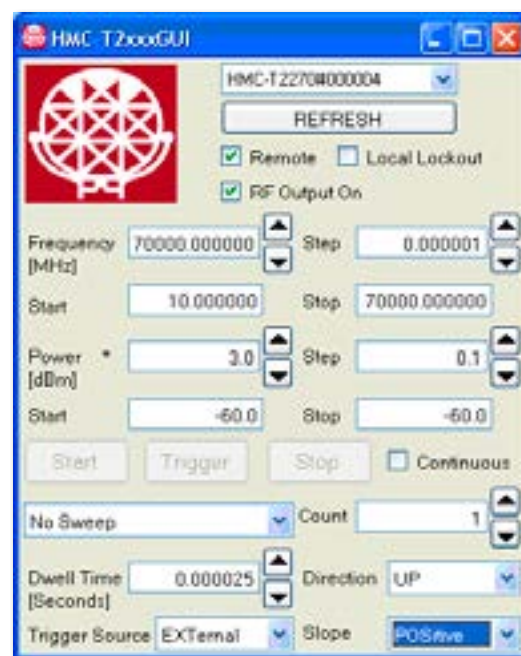 HMC T2xxxGUI
HMC-T2270#000004
REFRESH
Remote Local Lockout
RF Output On
Frequency [MHz] 70000.000000 Step 0.000001
Start 10.000000 Stop 70000.000000
Power * [dBm] 3.0 Step 0.1
Start -60.0 Stop -60.0
Start Trigger Stop Continuous
No Sweep Count 1
Dwell Time [Seconds] 0.000025 Direction UP
Trigger Source EXTernal Slope POSitive